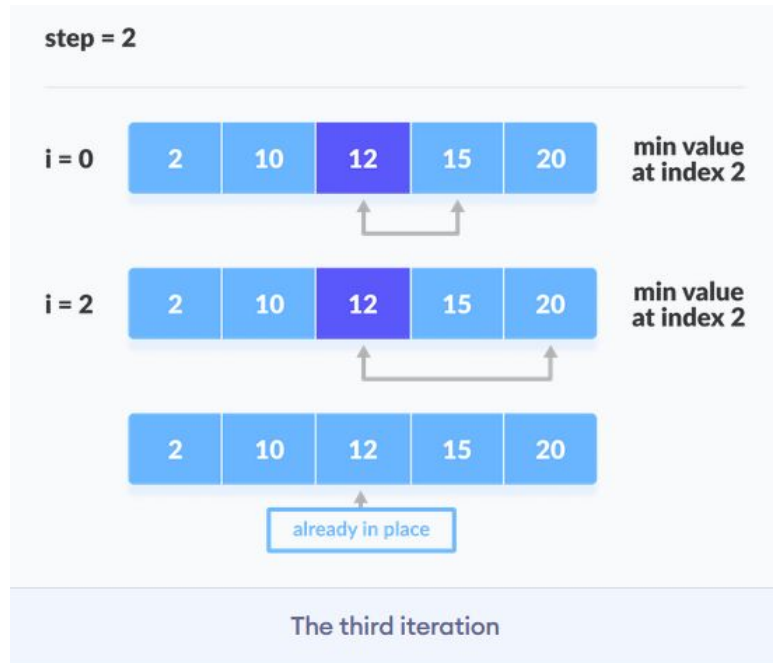 step = 2
i = 0 2 10 12 15 20 min value
at index 2
i = 2 2 10 12 15 20 min value
at index 2
2 10 12 15 20
already in place
The third iteration